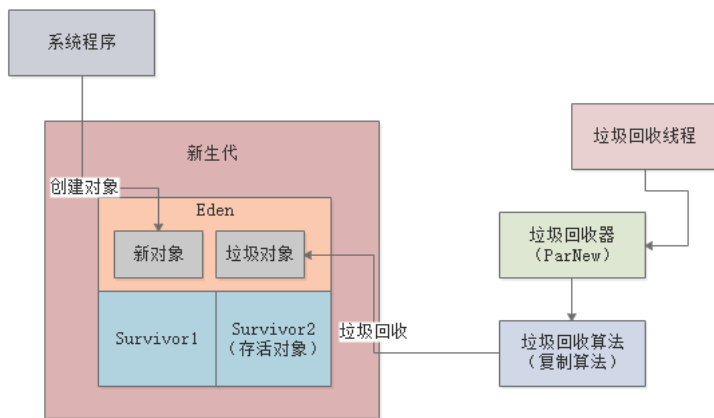 系统程序
新生代
垃圾回收线程
创建对象
Eden
新对象
垃圾对象
垃圾回收器
(ParNew)
Survivor1
Survivor2
(存活对象)
垃圾回收
垃圾回收算法
(复制算法)